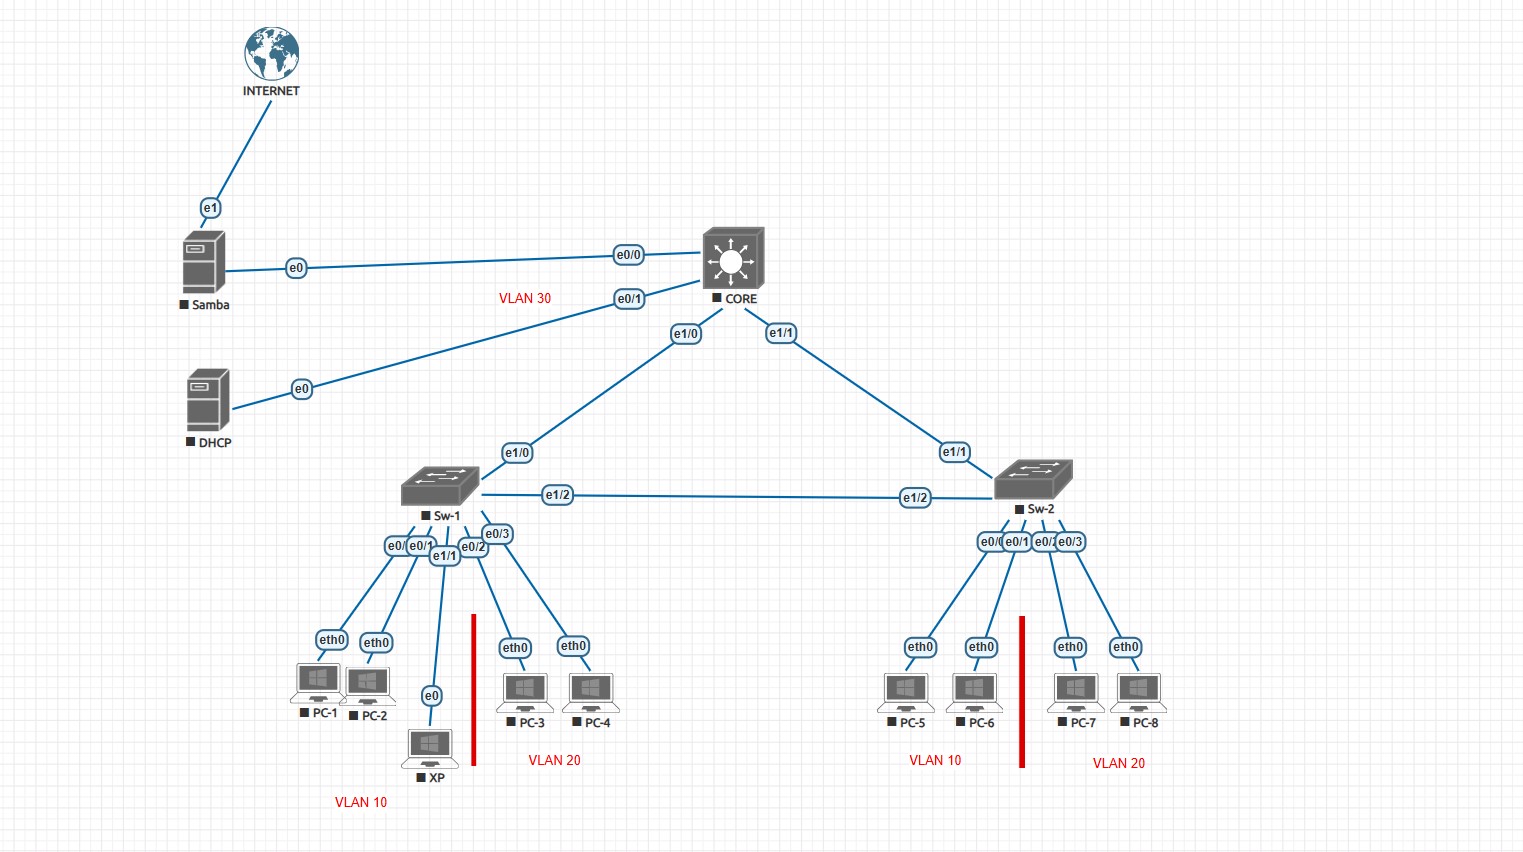 INTERNET
e1
Samba
e0
e0/0
CORE
VLAN 30
e0/1
e1/0
e1/1
e0
DHCP
e1/0
e1/1
e1/2
e1/2
Sw-1
Sw-2
e0/
e0/1
e1/1
e0/2
e0/3
e0/0
e0/1
e0/2
e0/3
eth0
eth0
eth0
eth0
eth0
eth0
eth0
eth0
e0
PC-1
PC-2
PC-3
PC-4
PC-5
PC-6
PC-7
PC-8
XP
VLAN 20
VLAN 10
VLAN 20
VLAN 10